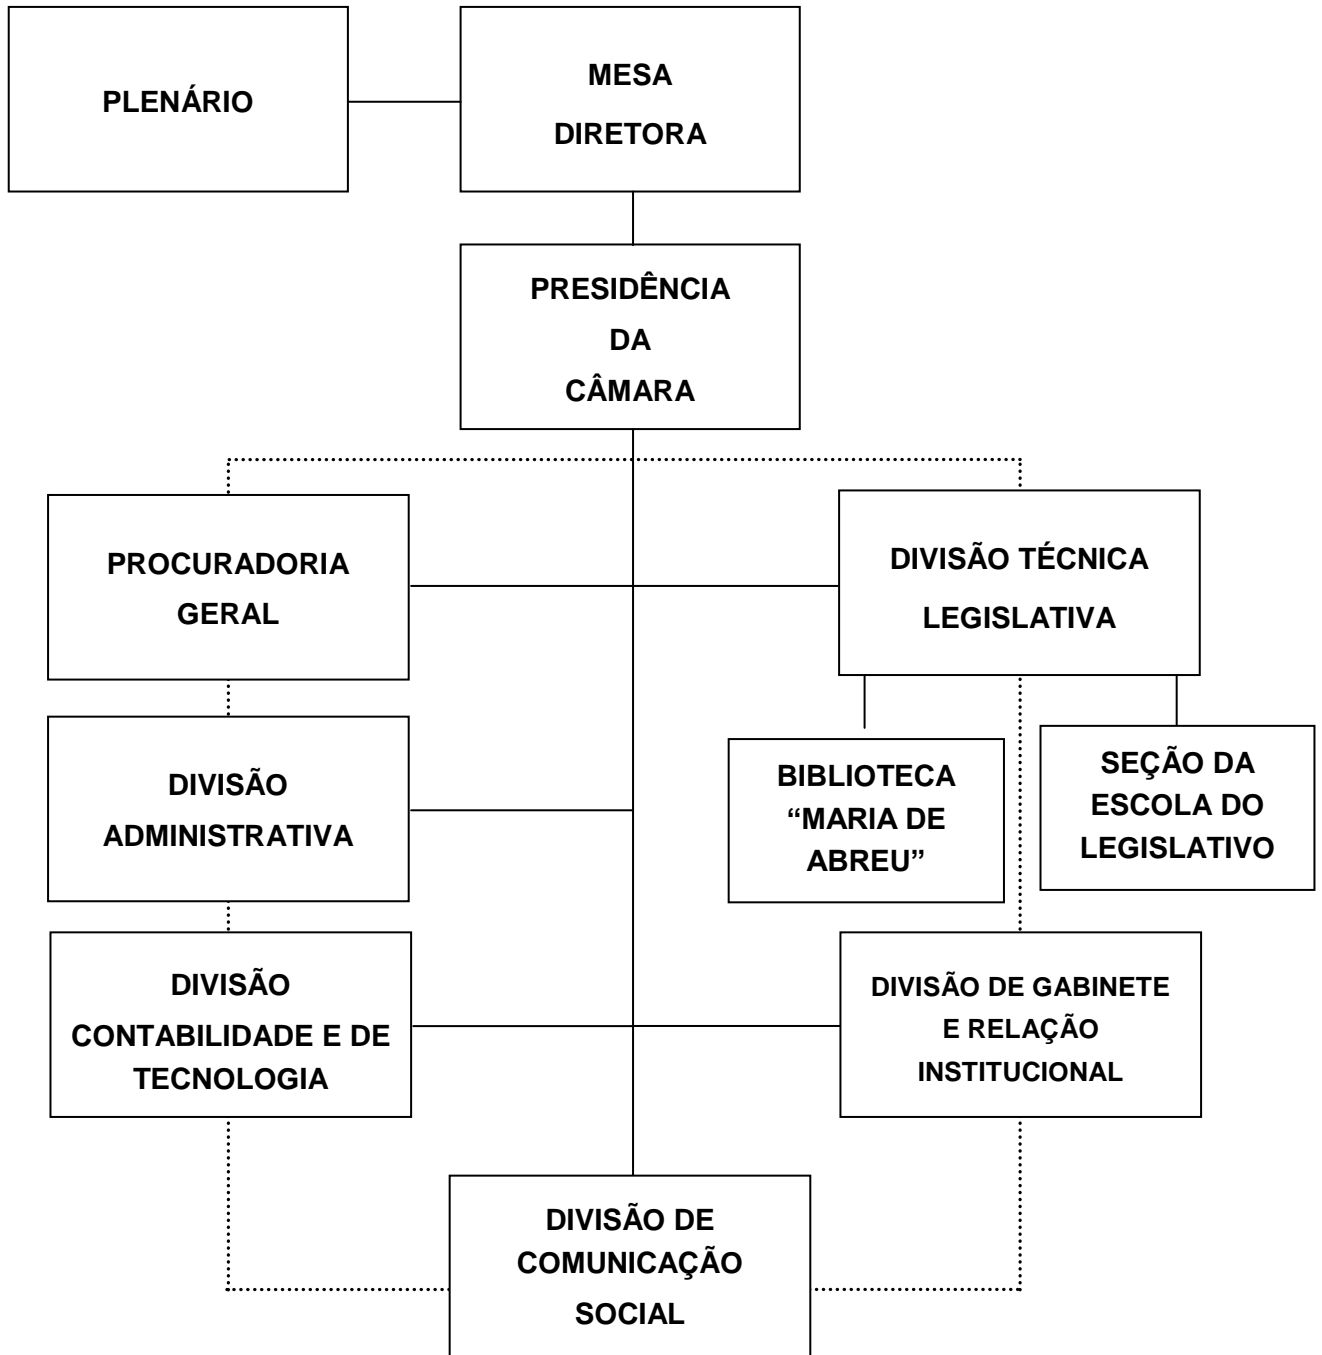 PLENÁRIO
MESA
DIRETORA
PRESIDÊNCIA
DA
CÂMARA
PROCURADORIA
GERAL
DIVISÃO TÉCNICA
LEGISLATIVA
DIVISÃO
ADMINISTRATIVA
BIBLIOTECA
“MARIA DE
ABREU”
SEÇÃO DA
ESCOLA DO
LEGISLATIVO
DIVISÃO
CONTABILIDADE E DE
TECNOLOGIA
DIVISÃO DE GABINETE
E RELAÇÃO
INSTITUCIONAL
DIVISÃO DE
COMUNICAÇÃO
SOCIAL